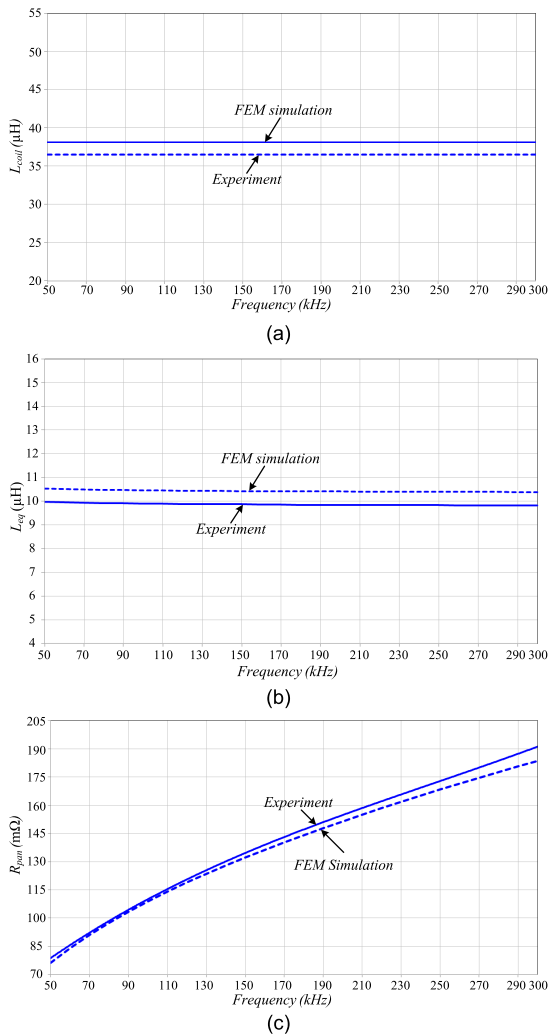 55
50
45
40
35
30
25
20
L_coil (μH)
FEM simulation
Experiment
50 70 90 110 130 150 170 190 210 230 250 270 290 300
Frequency (kHz)
(a)
16
15
14
13
12
11
10
9
8
7
6
5
4
L_eq (μH)
FEM simulation
Experiment
50 70 90 110 130 150 170 190 210 230 250 270 290 300
Frequency (kHz)
(b)
205
190
175
160
145
130
115
100
85
70
R_pan (mΩ)
Experiment
FEM Simulation
50 70 90 110 130 150 170 190 210 230 250 270 290 300
Frequency (kHz)
(c)